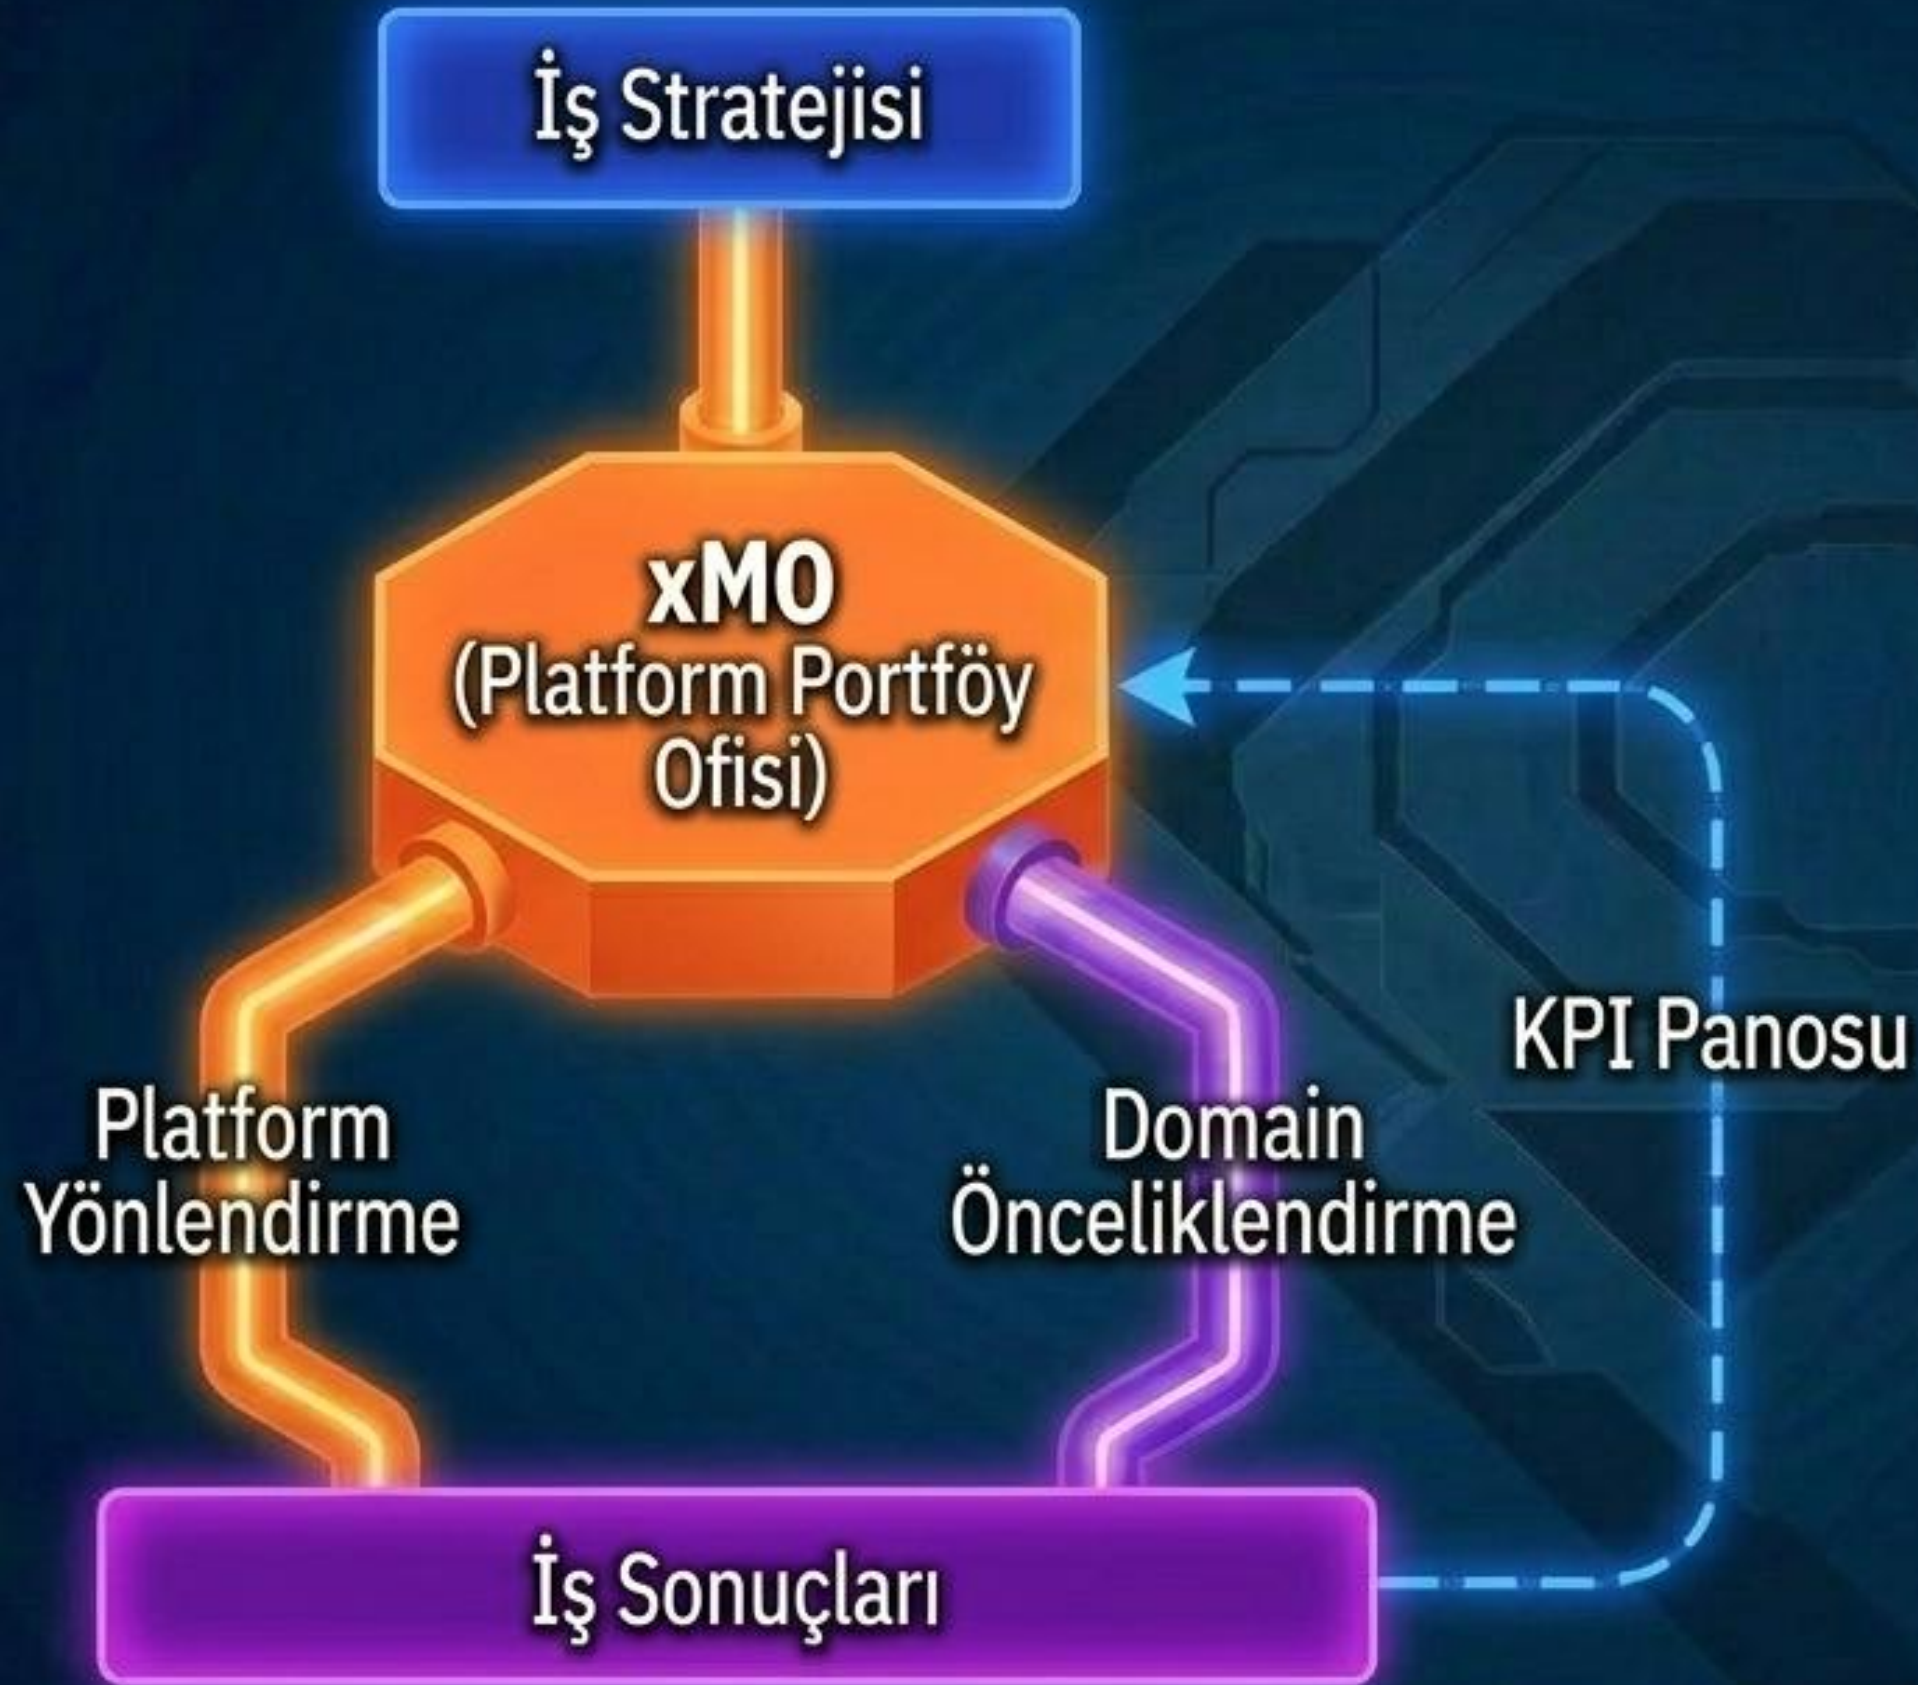 İş Stratejisi
xMO
(Platform Portföy
Ofisi)
KPI Panosu
Platform
Yönlendirme
Domain
Önceliklendirme
İş Sonuçları